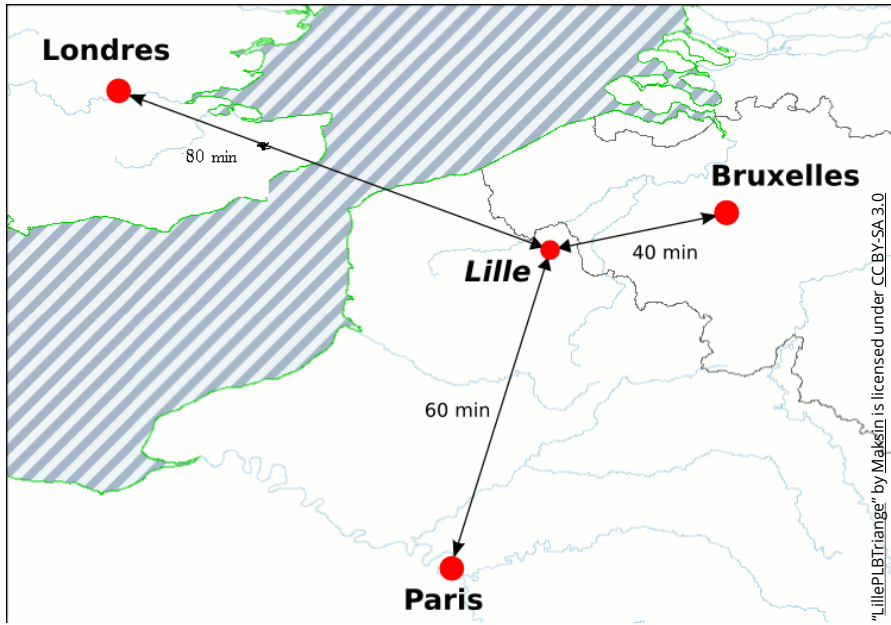 Londres
80 min
Bruxelles
40 min
Lille
60 min
Paris
"LillePLBTriange" by Maksin is licensed under CC BY-SA 3.0